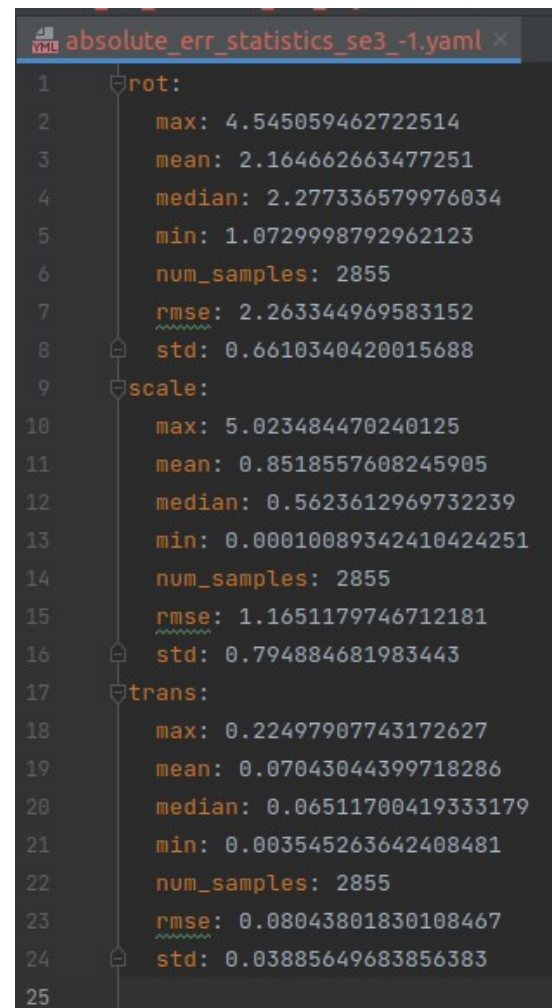 absolute_err_statistics_se3_-1.yaml
1 rot:
2 max: 4.545059462722514
3 mean: 2.164662663477251
4 median: 2.277336579976034
5 min: 1.0729998792962123
6 num_samples: 2855
7 rmse: 2.263344969583152
8 std: 0.6610340420015688
9 scale:
10 max: 5.023484470240125
11 mean: 0.8518557608245905
12 median: 0.5623612969732239
13 min: 0.00010089342410424251
14 num_samples: 2855
15 rmse: 1.1651179746712181
16 std: 0.794884681983443
17 trans:
18 max: 0.22497907743172627
19 mean: 0.07043044399718286
20 median: 0.06511700419333179
21 min: 0.003545263642408481
22 num_samples: 2855
23 rmse: 0.08043801830108467
24 std: 0.03885649683856383
25